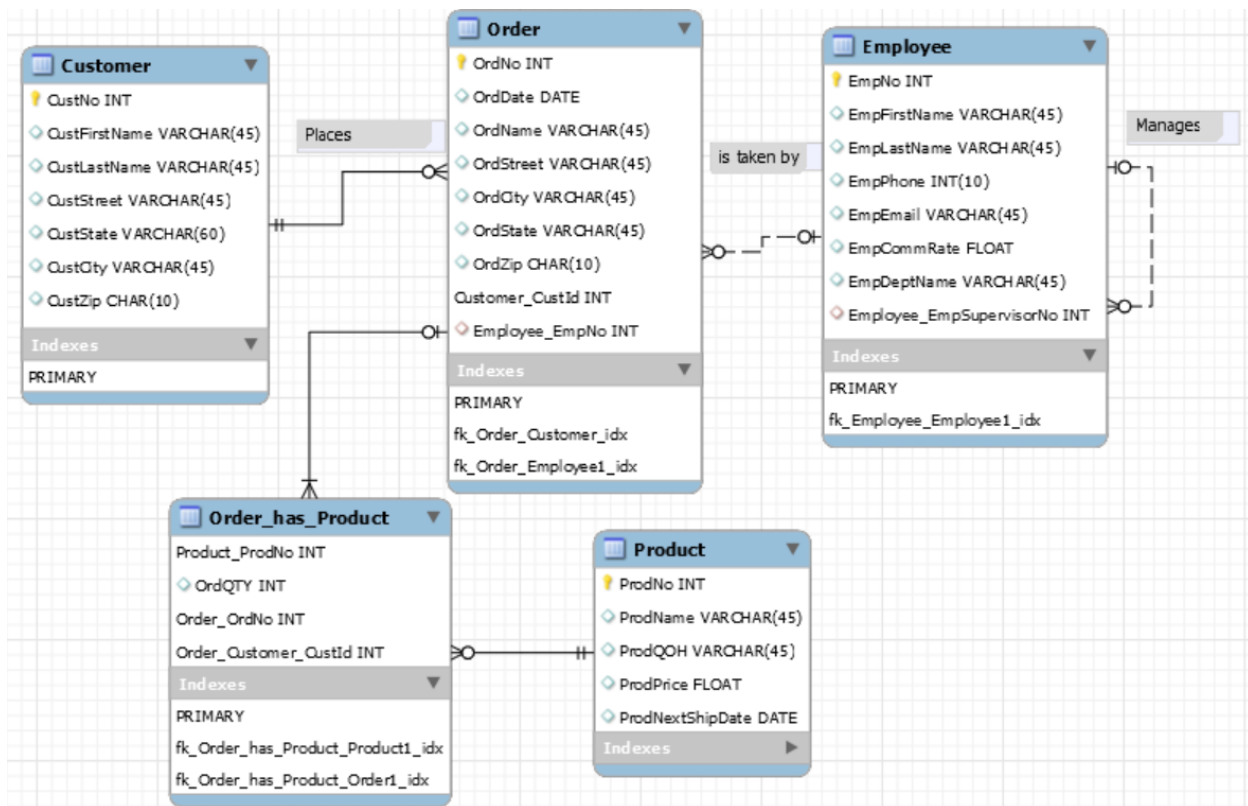 Customer
CustNo INT
CustFirstName VARCHAR(45)
CustLastName VARCHAR(45)
CustStreet VARCHAR(45)
CustState VARCHAR(60)
CustCity VARCHAR(45)
CustZip CHAR(10)
Indexes
PRIMARY
Places
Order
OrdNo INT
OrdDate DATE
OrdName VARCHAR(45)
OrdStreet VARCHAR(45)
OrdCity VARCHAR(45)
OrdState VARCHAR(45)
OrdZip CHAR(10)
Customer_CustId INT
Employee_EmpNo INT
Indexes
PRIMARY
fk_Order_Customer_idx
fk_Order_Employee1_idx
is taken by
Employee
EmpNo INT
EmpFirstName VARCHAR(45)
EmpLastName VARCHAR(45)
EmpPhone INT(10)
EmpEmail VARCHAR(45)
EmpCommRate FLOAT
EmpDeptName VARCHAR(45)
Employee_EmpSupervisorNo INT
Indexes
PRIMARY
fk_Employee_Employee1_idx
Manages
Order_has_Product
Product_ProdNo INT
OrdQTY INT
Order_OrdNo INT
Order_Customer_CustId INT
Indexes
PRIMARY
fk_Order_has_Product_Product1_idx
fk_Order_has_Product_Order1_idx
Product
ProdNo INT
ProdName VARCHAR(45)
ProdQOH VARCHAR(45)
ProdPrice FLOAT
ProdNextShipDate DATE
Indexes